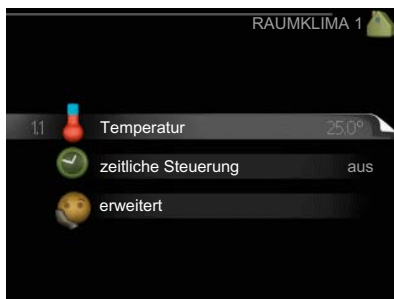 RAUMKLIMA 1
1.1 Temperatur 25.0°
zeitliche Steuerung aus
erweitert